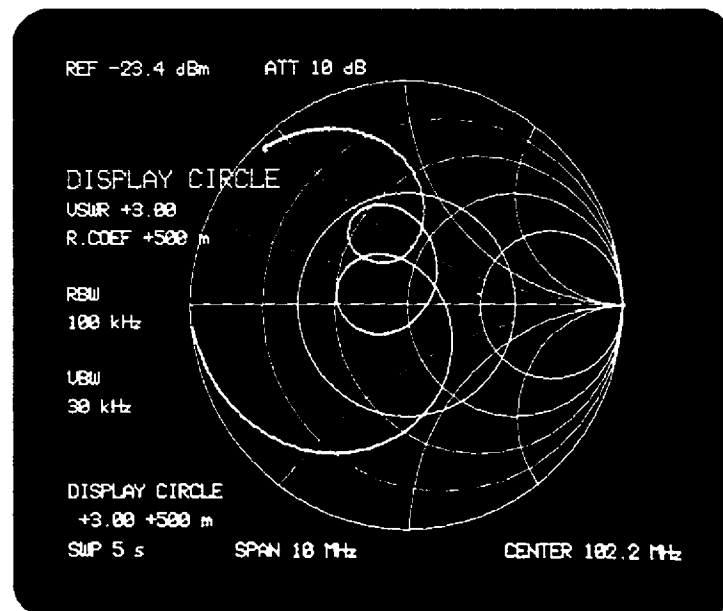 REF -23.4 dBm ATT 10 dB
DISPLAY CIRCLE
VSWR +3.00
R.COEF +500 m
RBW
100 kHz
VBW
30 kHz
DISPLAY CIRCLE
+3.00 +500 m
SWP 5 s SPAN 10 MHz CENTER 102.2 MHz